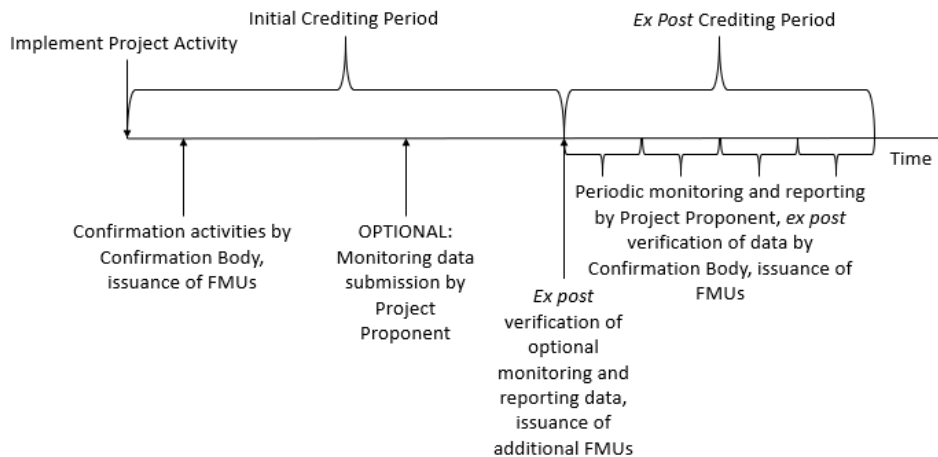 Initial Crediting Period
Ex Post Crediting Period
Implement Project Activity
Time
Confirmation activities by
Confirmation Body,
issuance of FMUs
OPTIONAL:
Monitoring data
submission by
Project
Proponent
Ex post
verification of
optional
monitoring and
reporting data,
issuance of
additional FMUs
Periodic monitoring and reporting
by Project Proponent, ex post
verification of data by
Confirmation Body, issuance of
FMUs